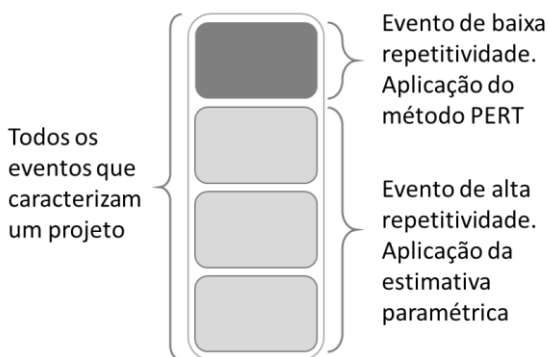 Todos os
eventos que
caracterizam
um projeto
Evento de baixa
repetitividade.
Aplicação do
método PERT
Evento de alta
repetitividade.
Aplicação da
estimativa
paramétrica